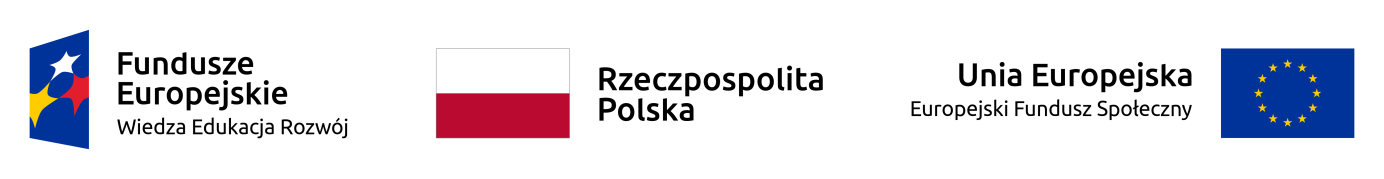 Fundusze
Europejskie
Wiedza Edukacja Rozwój
Rzeczpospolita
Polska
Unia Europejska
Europejski Fundusz Społeczny